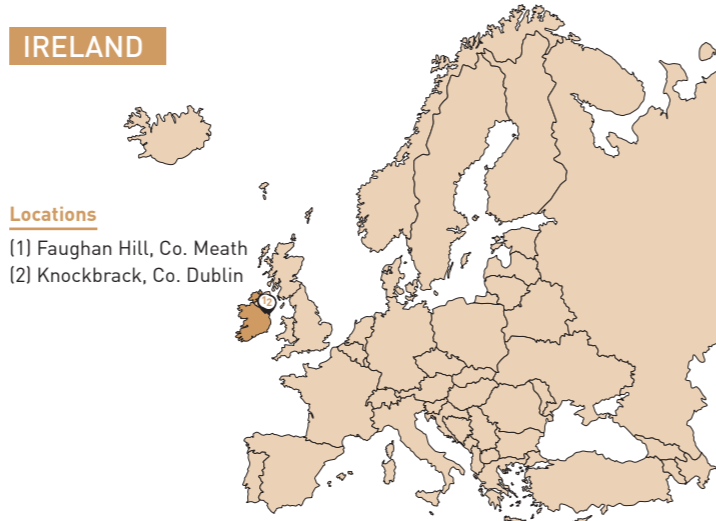 IRELAND
Locations
(1) Faughan Hill, Co. Meath
(2) Knockbrack, Co. Dublin
12